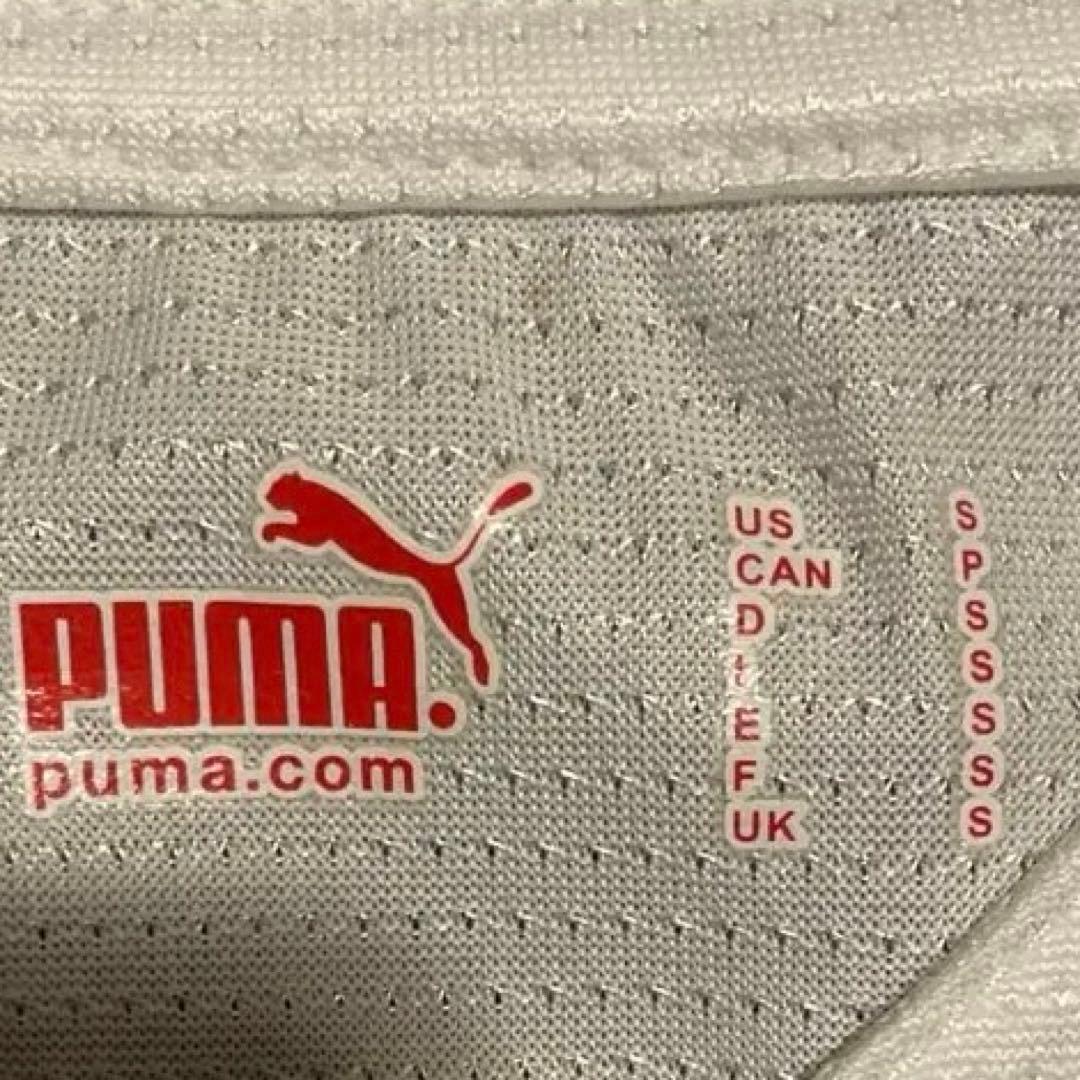 PUMA.
puma.com
US S
CAN P
D S
I S
E S
F S
UK S